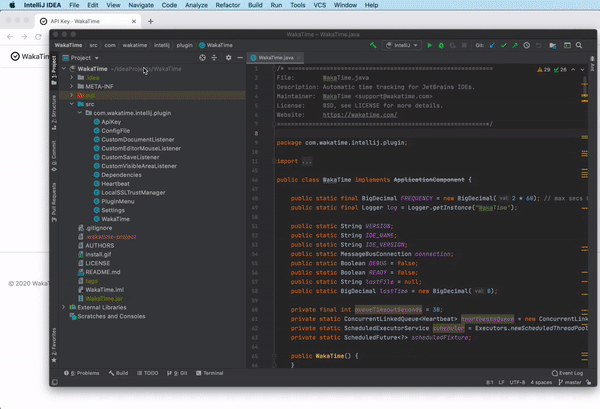 IntelliJ IDEA File Edit View Navigate Code Analyze Refactor Build Run Tools VCS Window Help
API Key - WakaTime
WakaTime – WakaTime.java
WakaTime src com wakatime intellij plugin WakaTime IntelliJ Git:
Project
WakaTime.java
WakaTime ~/IdeaProjects/WakaTime
.idea
META-INF
out
src
com.wakatime.intellij.plugin
ApiKey
ConfigFile
CustomDocumentListener
CustomEditorMouseListener
CustomSaveListener
CustomVisibleAreaListener
Dependencies
Heartbeat
LocalSSLTrustManager
PluginMenu
Settings
WakaTime
.gitignore
.wakatime-project
AUTHORS
install.gif
LICENSE
README.md
tags
WakaTime.iml
WakaTime.jar
External Libraries
Scratches and Consoles
1: Project
7: Structure
0: Commit
Pull Requests
2: Favorites
29 26
/* ==========================================================
File: WakaTime.java
Description: Automatic time tracking for JetBrains IDEs.
Maintainer: WakaTime <support@wakatime.com>
License: BSD, see LICENSE for more details.
Website: https://wakatime.com/
===========================================================*/
package com.wakatime.intellij.plugin;
import ...
public class WakaTime implements ApplicationComponent {
public static final BigDecimal FREQUENCY = new BigDecimal( val: 2 * 60); // max secs
public static final Logger log = Logger.getInstance("WakaTime");
public static String VERSION;
public static String IDE_NAME;
public static String IDE_VERSION;
public static MessageBusConnection connection;
public static Boolean DEBUG = false;
public static Boolean READY = false;
public static String lastFile = null;
public static BigDecimal lastTime = new BigDecimal( val: 0);
private final int queueTimeoutSeconds = 30;
private static ConcurrentLinkedQueue<Heartbeat> heartbeatsQueue = new ConcurrentLink
private static ScheduledExecutorService scheduler = Executors.newScheduledThreadPool
private static ScheduledFuture<?> scheduledFixture;
public WakaTime() {
}
© 2020 Waka
6: Problems Build TODO 9: Git Terminal Event Log
8:1 LF UTF-8 4 spaces master